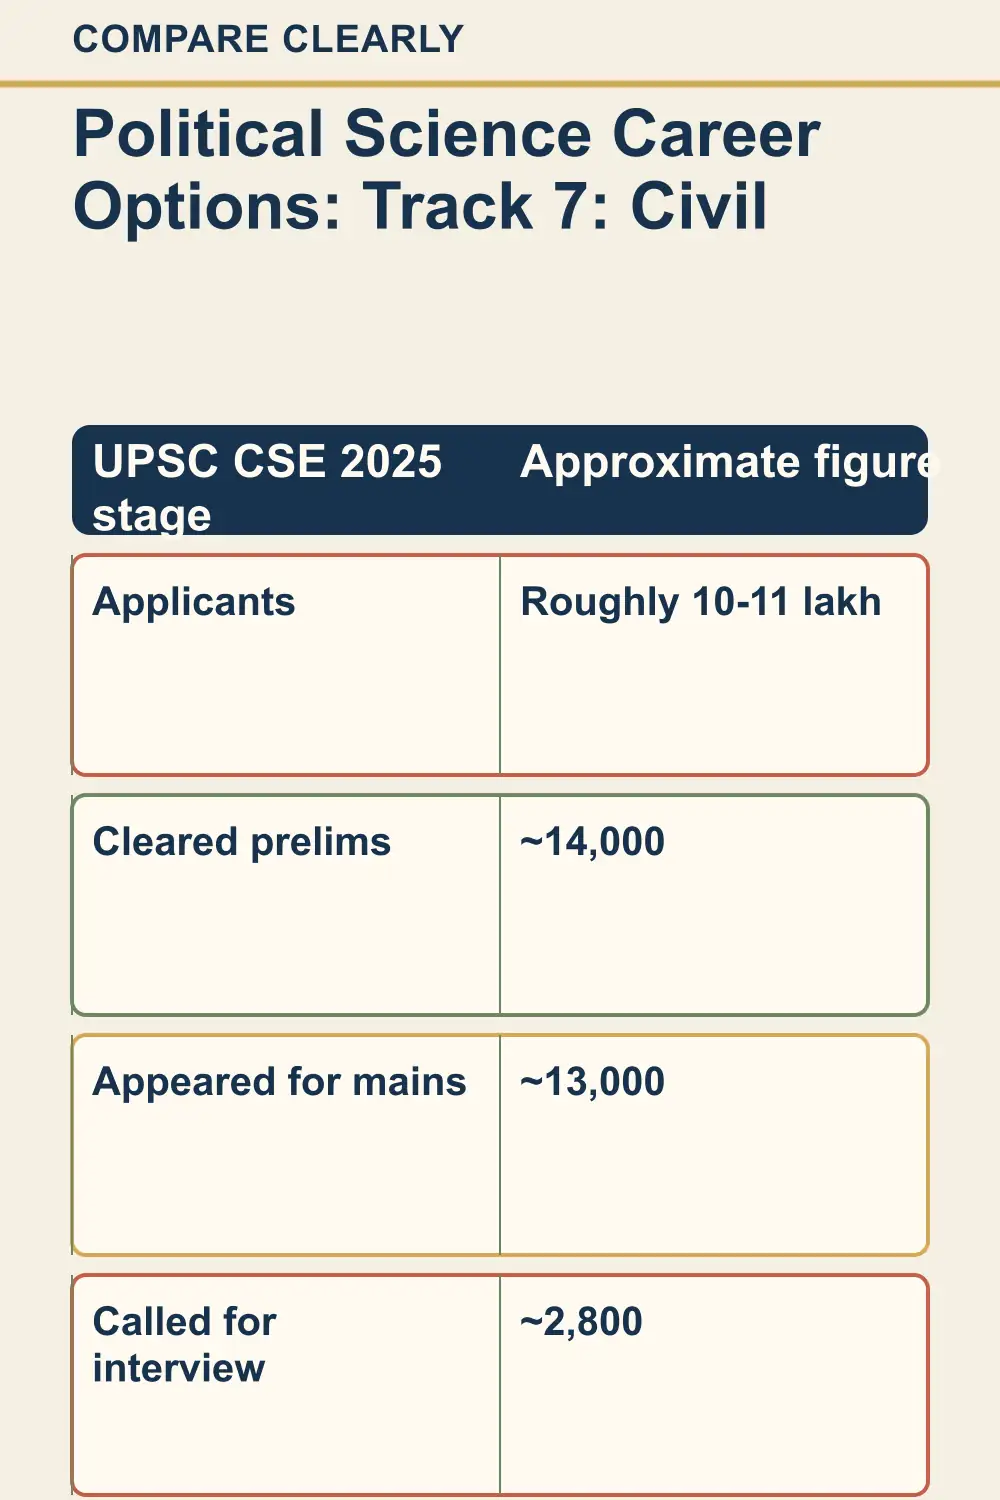 COMPARE CLEARLY
Political Science Career
Options: Track 7: Civil
UPSC CSE 2025 Approximate figure
stage
Applicants Roughly 10-11 lakh
Cleared prelims ~14,000
Appeared for mains ~13,000
Called for ~2,800
interview